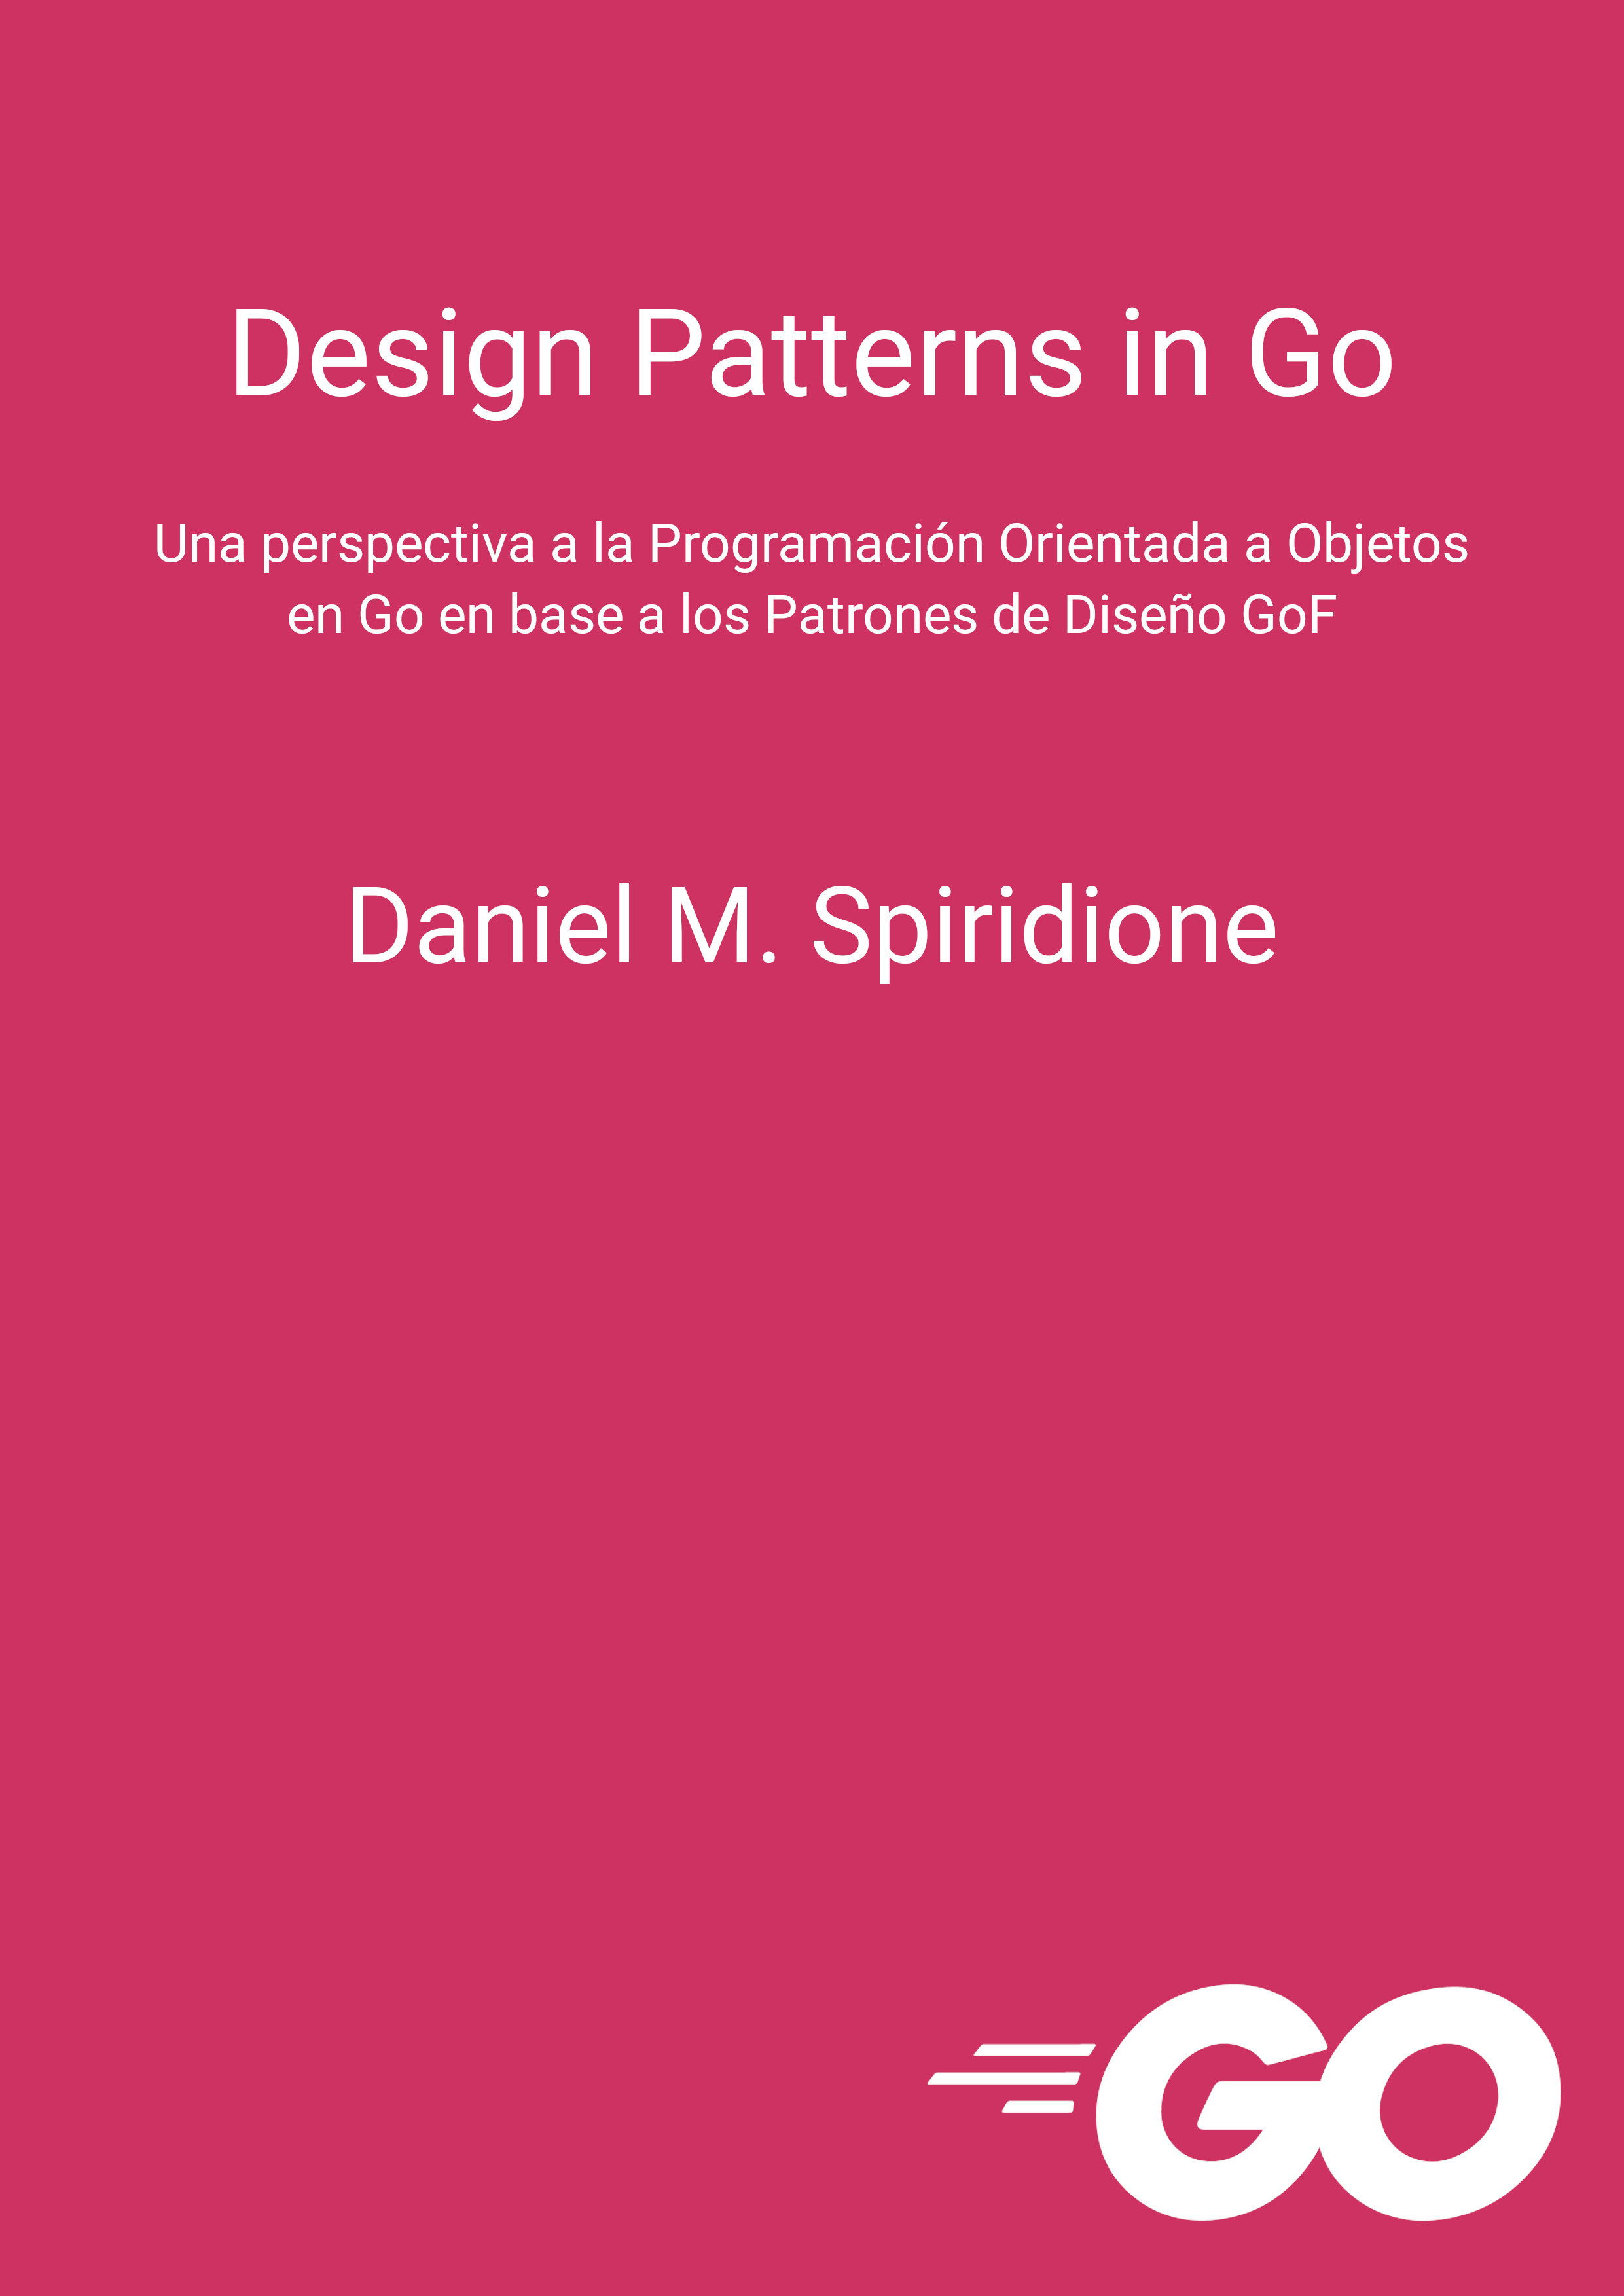 Design Patterns in Go
Una perspectiva a la Programación Orientada a Objetos
en Go en base a los Patrones de Diseño GoF
Daniel M. Spiridione
GO